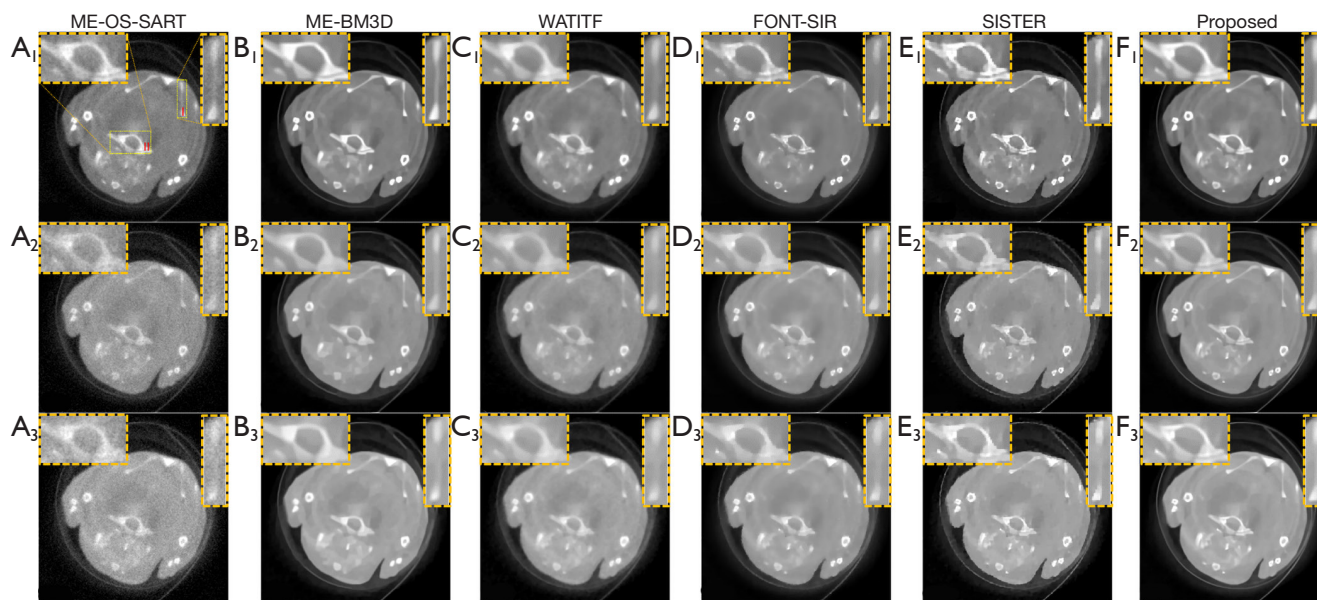 ME-OS-SART ME-BM3D WATITF FONT-SIR SISTER Proposed
A1 B1 C1 D1 E1 F1
A2 B2 C2 D2 E2 F2
A3 B3 C3 D3 E3 F3